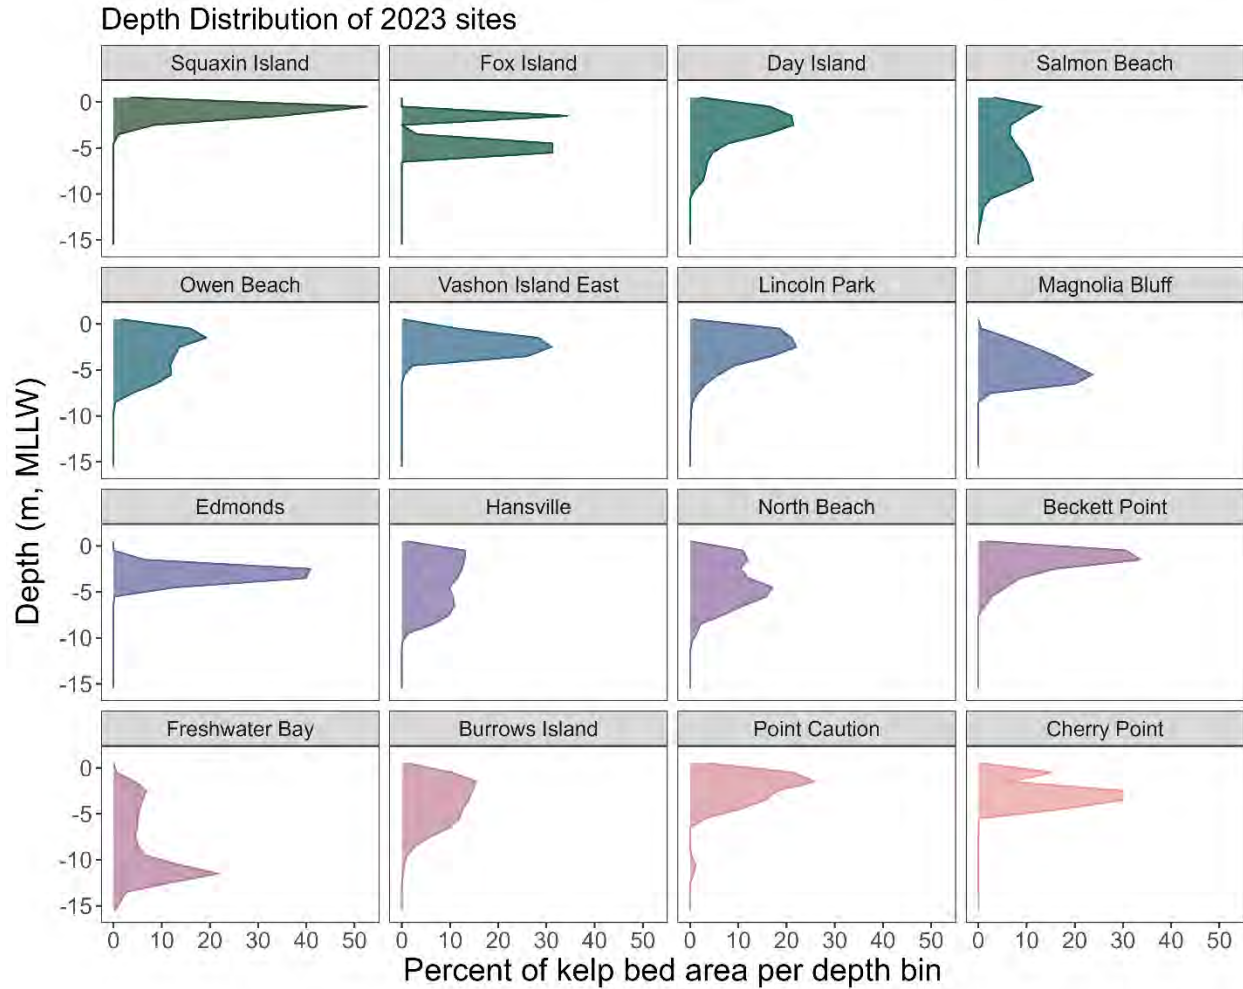 Depth Distribution of 2023 sites
Squaxin Island Fox Island Day Island Salmon Beach
0
-5
-10
-15
Owen Beach Vashon Island East Lincoln Park Magnolia Bluff
0
-5
-10
-15
Edmonds Hansville North Beach Beckett Point
0
-5
-10
-15
Freshwater Bay Burrows Island Point Caution Cherry Point
0
-5
-10
-15
0 10 20 30 40 50 0 10 20 30 40 50 0 10 20 30 40 50 0 10 20 30 40 50
Depth (m, MLLW)
Percent of kelp bed area per depth bin